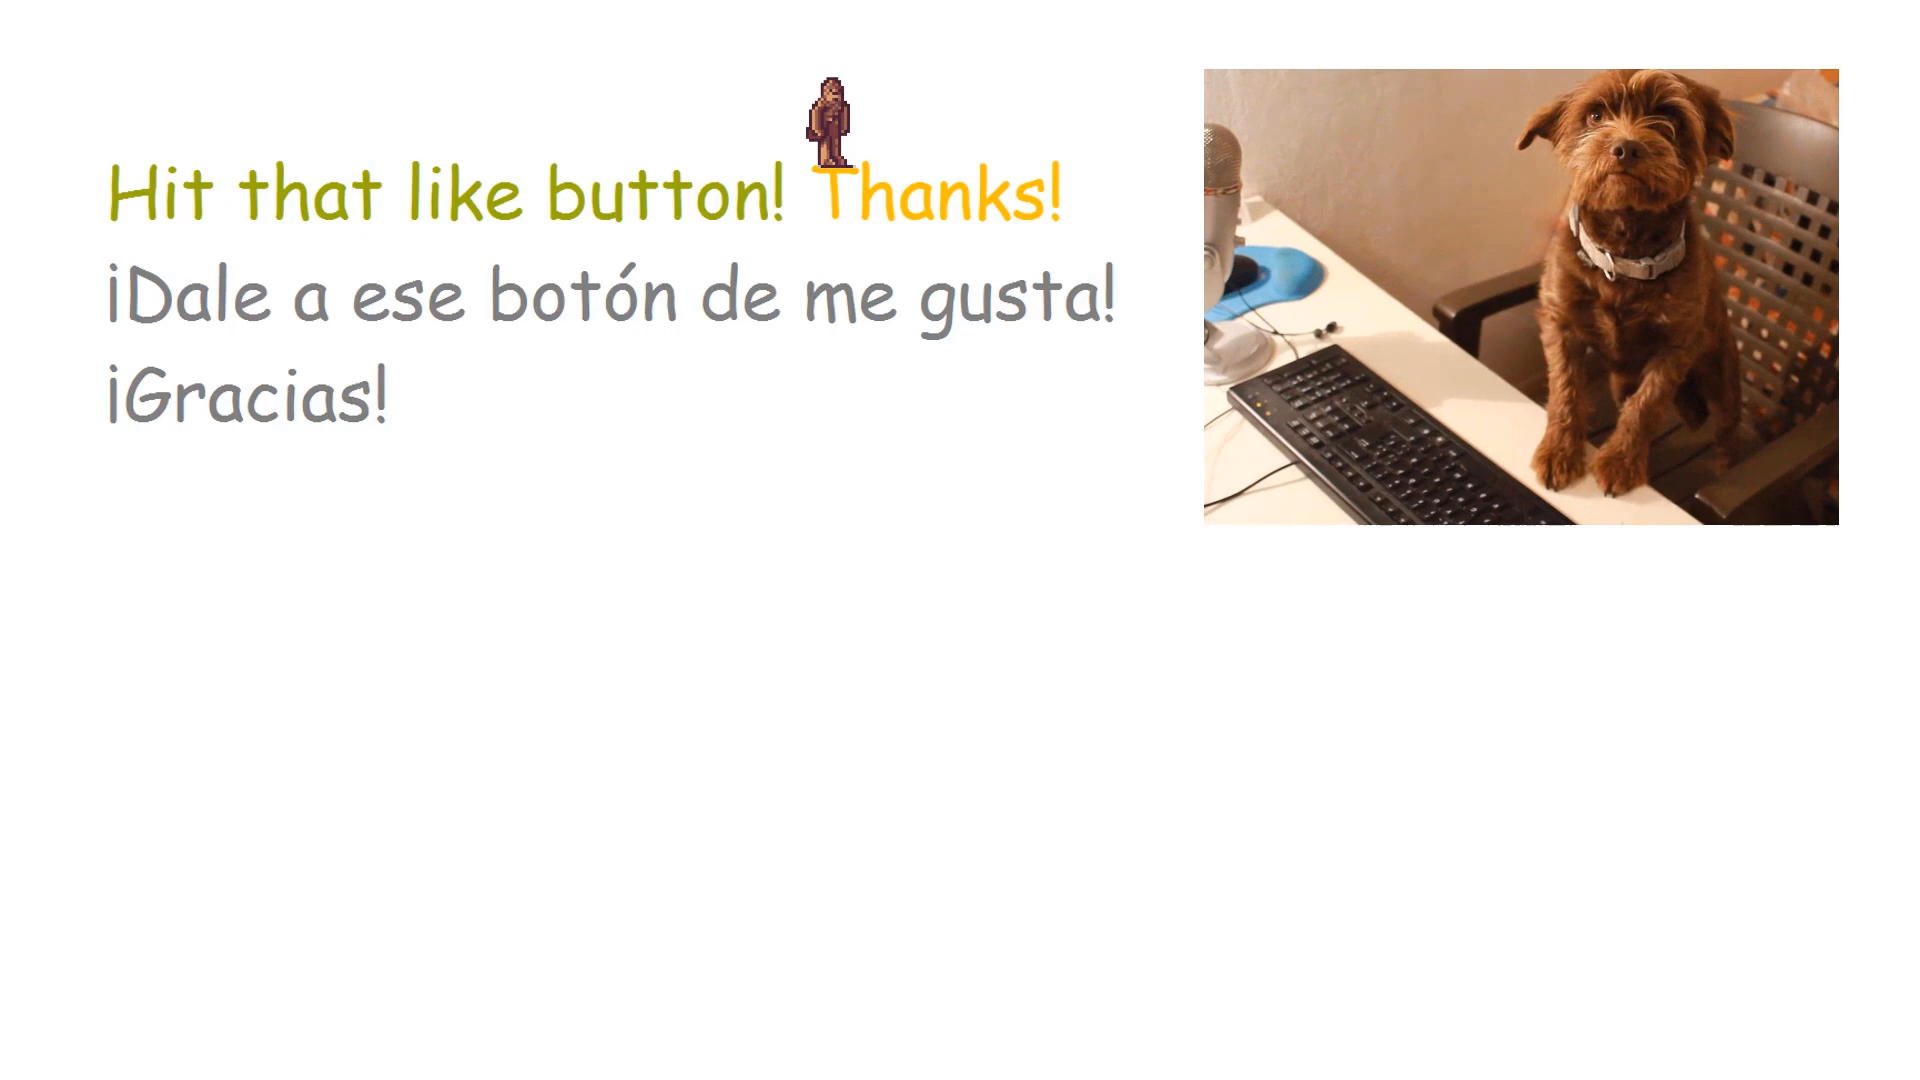 Hit that like button! Thanks!
¡Dale a ese botón de me gusta!
¡Gracias!